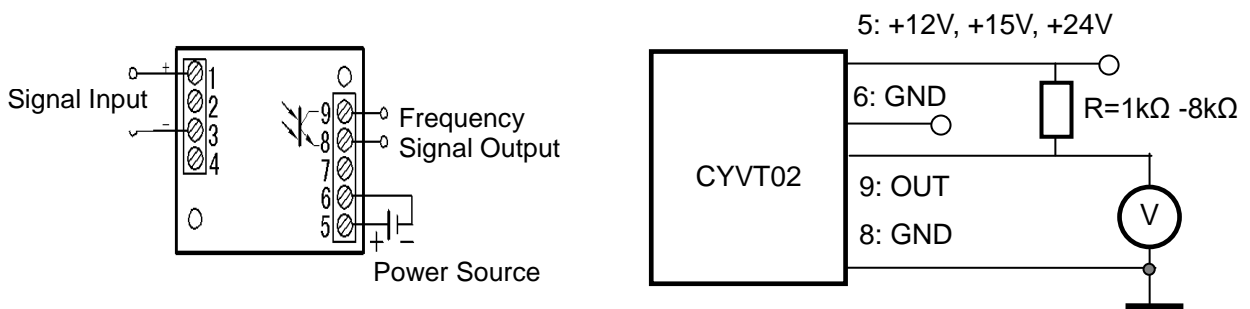 Signal Input
+
−
1
2
3
4
9
8
7
6
5
Frequency
Signal Output
+ −
Power Source
5: +12V, +15V, +24V
6: GND
R=1kΩ -8kΩ
CYVT02
9: OUT
8: GND
V